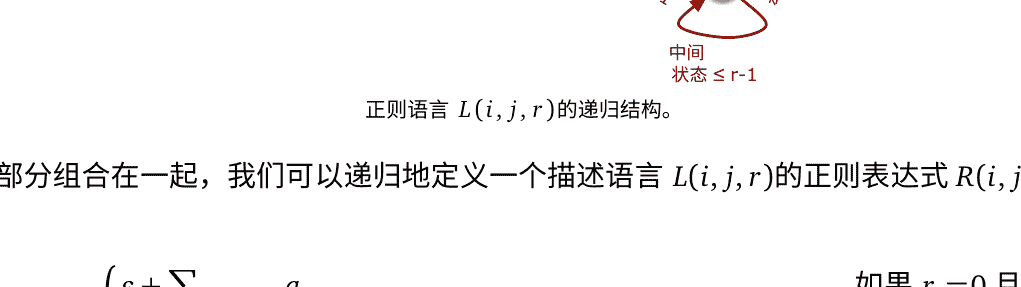 中间
状态 ≤ r-1
正则语言 L(i, j, r)的递归结构。
部分组合在一起，我们可以递归地定义一个描述语言 L(i, j, r)的正则表达式 R(i, j
ε + ∑ a 如果 r =0 且